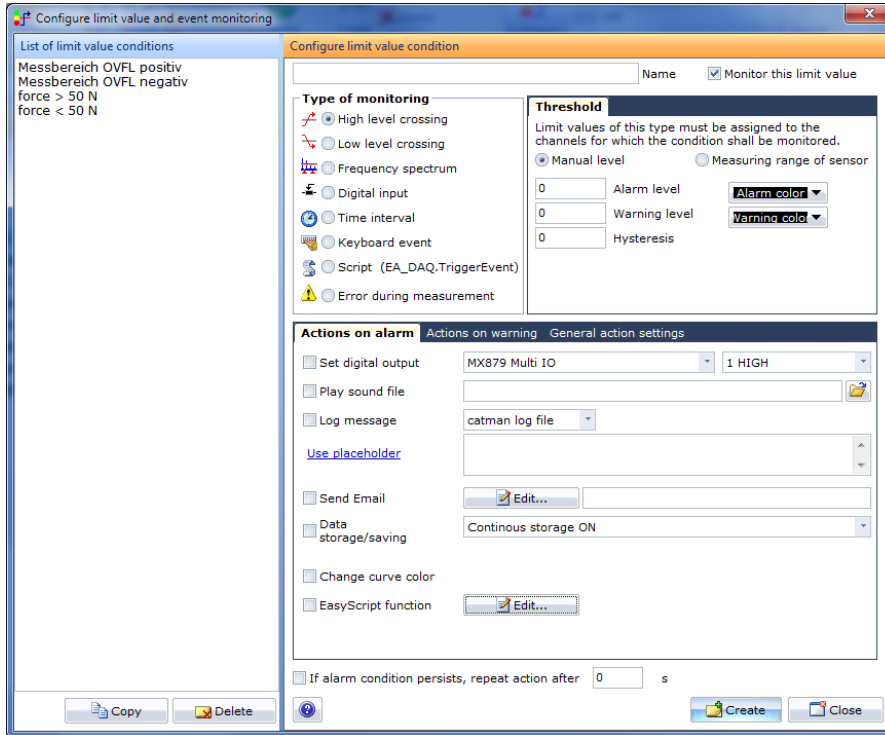 Configure limit value and event monitoring
List of limit value conditions
Messbereich OVFL positiv
Messbereich OVFL negativ
force > 50 N
force < 50 N
Copy
Delete
Configure limit value condition
Name
Monitor this limit value
Type of monitoring
High level crossing
Low level crossing
Frequency spectrum
Digital input
Time interval
Keyboard event
Script (EA_DAQ.TriggerEvent)
Error during measurement
Threshold
Limit values of this type must be assigned to the
channels for which the condition shall be monitored.
Manual level
Measuring range of sensor
0 Alarm level Alarm color
0 Warning level Warning color
0 Hysteresis
Actions on alarm Actions on warning General action settings
Set digital output MX879 Multi IO 1 HIGH
Play sound file
Log message catman log file
Use placeholder
Send Email Edit...
Data
storage/saving Continous storage ON
Change curve color
EasyScript function Edit...
If alarm condition persists, repeat action after 0 s
Create
Close